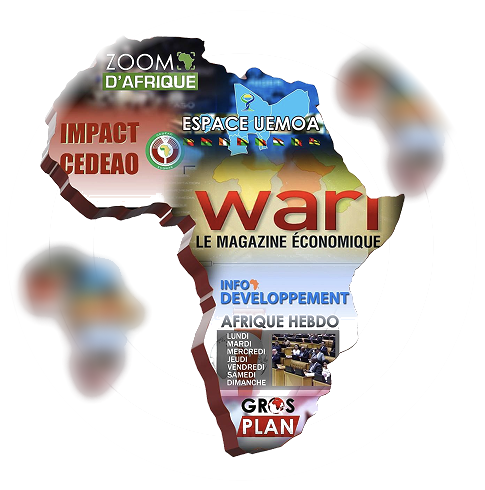 ZOOM
D'AFRIQUE
ESPACE UEMOA
IMPACT
CEDEAO
wari
LE MAGAZINE ÉCONOMIQUE
INFO
DEVELOPPEMENT
AFRIQUE HEBDO
LUNDI
MARDI
MERCREDI
JEUDI
VENDREDI
SAMEDI
DIMANCHE
GROS
PLAN